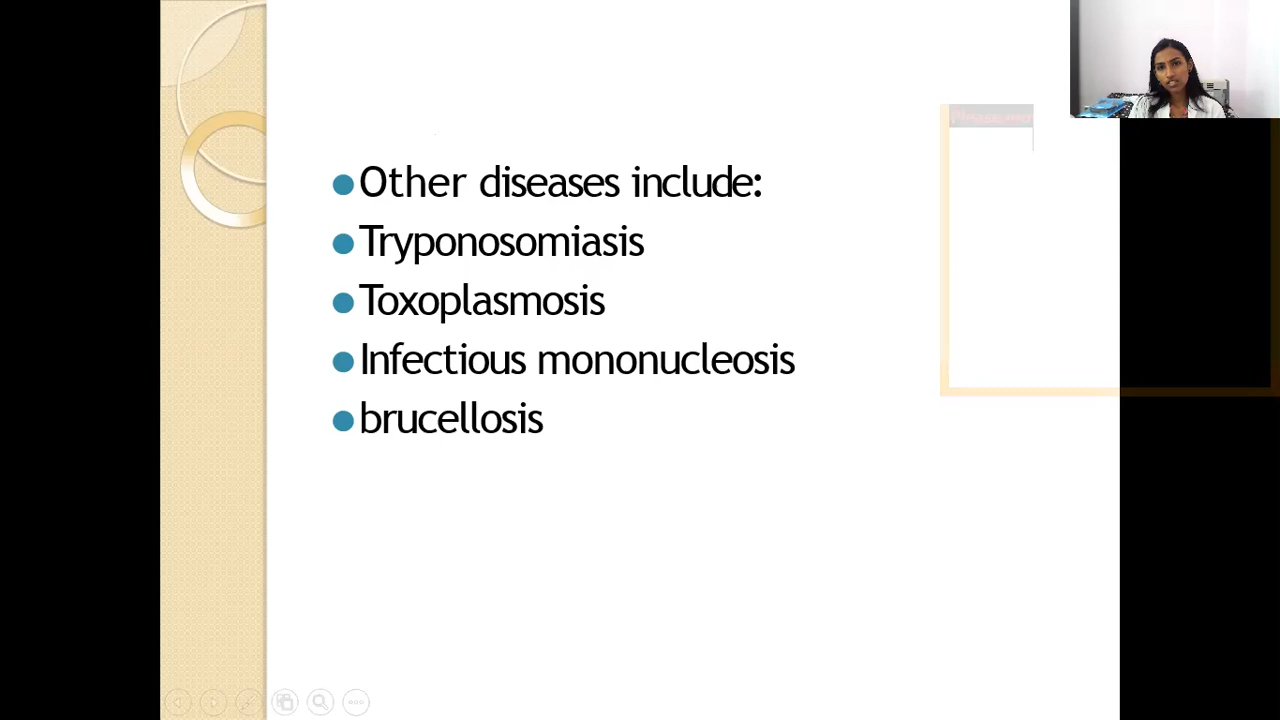 Other diseases include:
Tryponosomiasis
Toxoplasmosis
Infectious mononucleosis
brucellosis